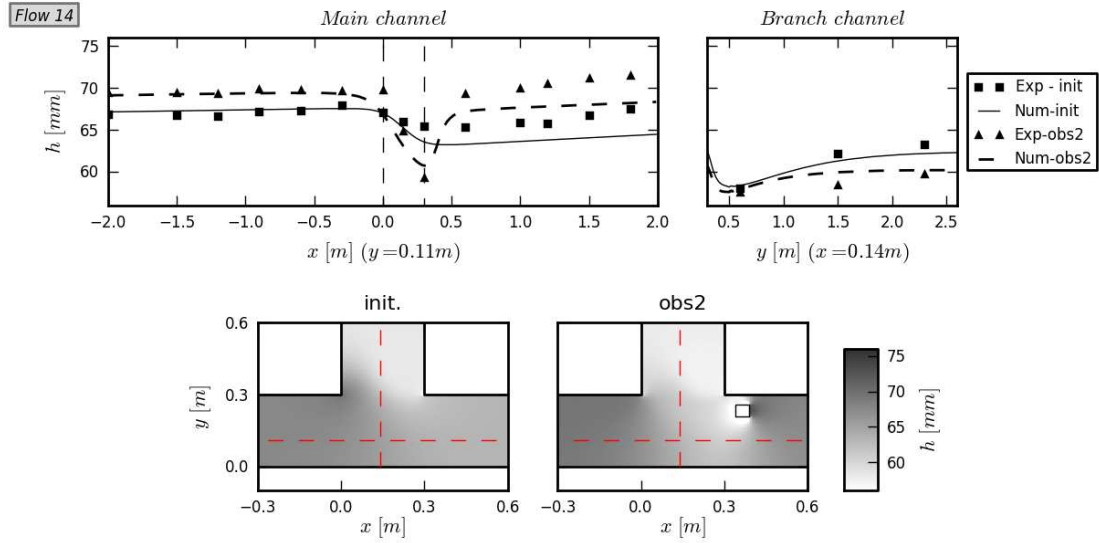 Flow 14
Main channel
Branch channel
75
70
65
60
h [mm]
−2.0 −1.5 −1.0 −0.5 0.0 0.5 1.0 1.5 2.0
x [m] (y=0.11m)
0.5 1.0 1.5 2.0 2.5
y [m] (x=0.14m)
Exp - init
Num-init
Exp-obs2
Num-obs2
init.
obs2
0.6
0.3
0.0
y [m]
−0.3 0.0 0.3 0.6
x [m]
−0.3 0.0 0.3 0.6
x [m]
75
70
65
60
h [mm]